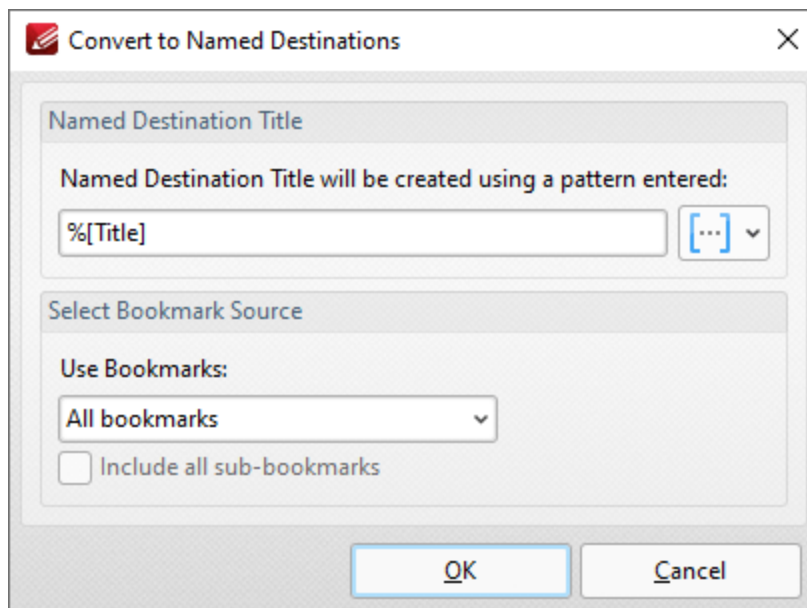 Convert to Named Destinations
Named Destination Title
Named Destination Title will be created using a pattern entered:
%[Title]
Select Bookmark Source
Use Bookmarks:
All bookmarks
Include all sub-bookmarks
OK
Cancel